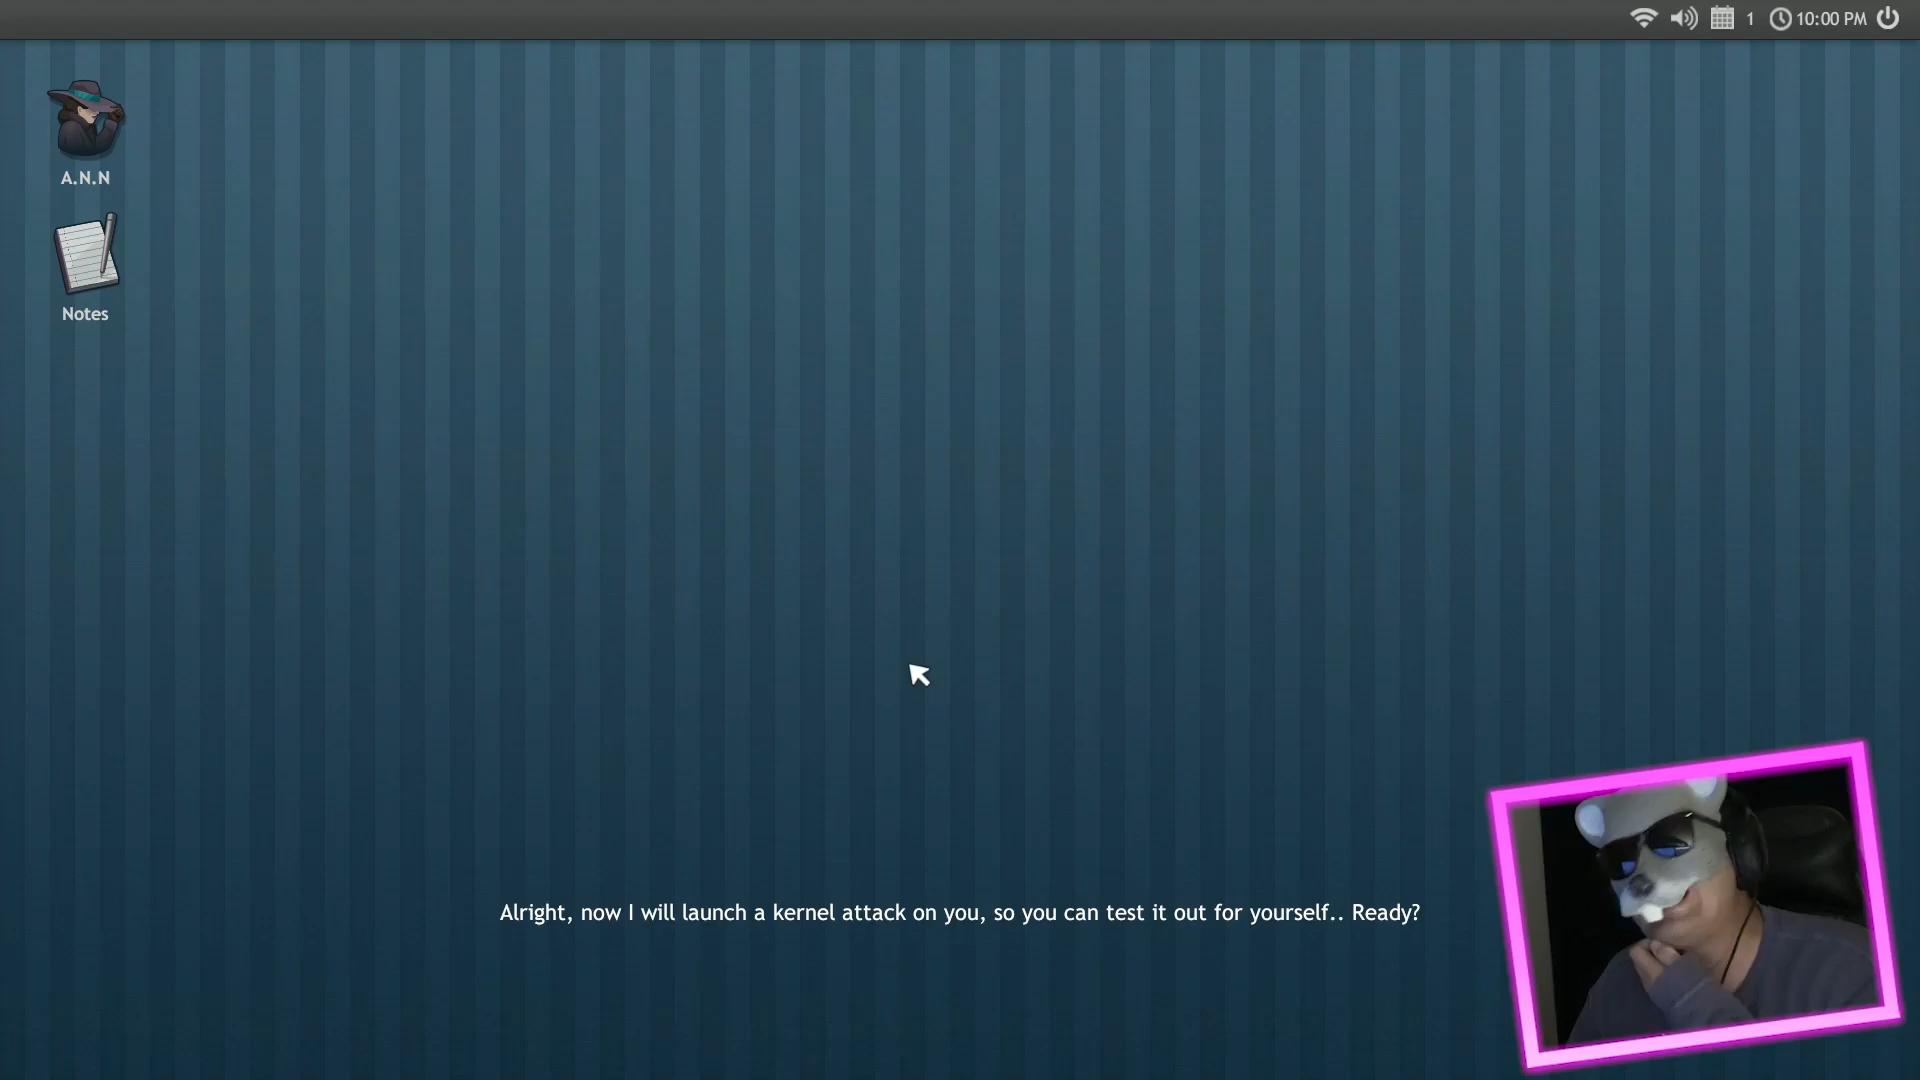 1 10:00 PM
A.N.N
Notes
Alright, now I will launch a kernel attack on you, so you can test it out for yourself.. Ready?